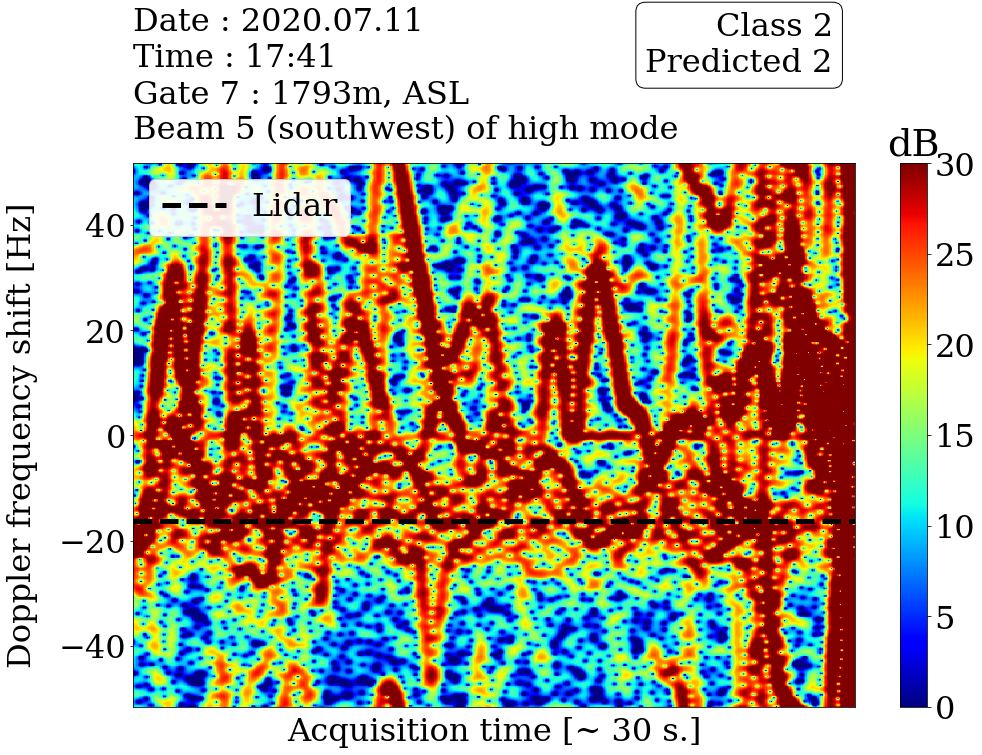 Date : 2020.07.11
Time : 17:41
Gate 7 : 1793m, ASL
Beam 5 (southwest) of high mode
Class 2
Predicted 2
dB
Lidar
Doppler frequency shift [Hz]
40
20
0
−20
−40
30
25
20
15
10
5
0
Acquisition time [~ 30 s.]